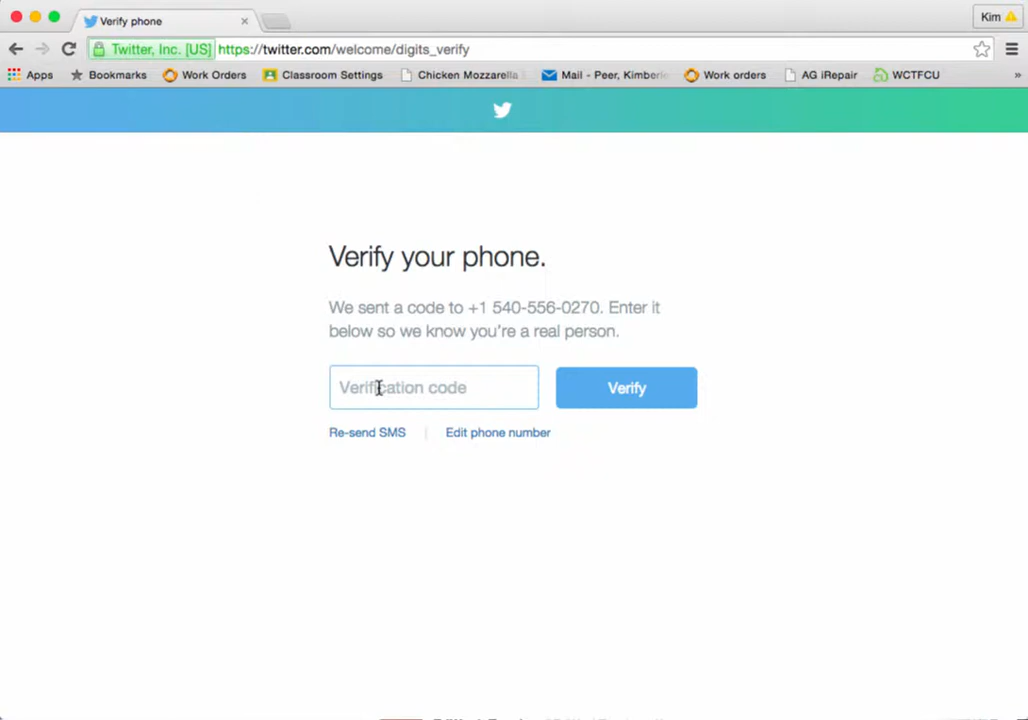 Verify phone
Kim
Twitter, Inc. [US] https://twitter.com/welcome/digits_verify
Apps Bookmarks Work Orders Classroom Settings Chicken Mozzarella Mail - Peer, Kimberle Work orders AG iRepair WCTFCU »
Verify your phone.
We sent a code to +1 540-556-0270. Enter it
below so we know you're a real person.
Verification code Verify
Re-send SMS | Edit phone number